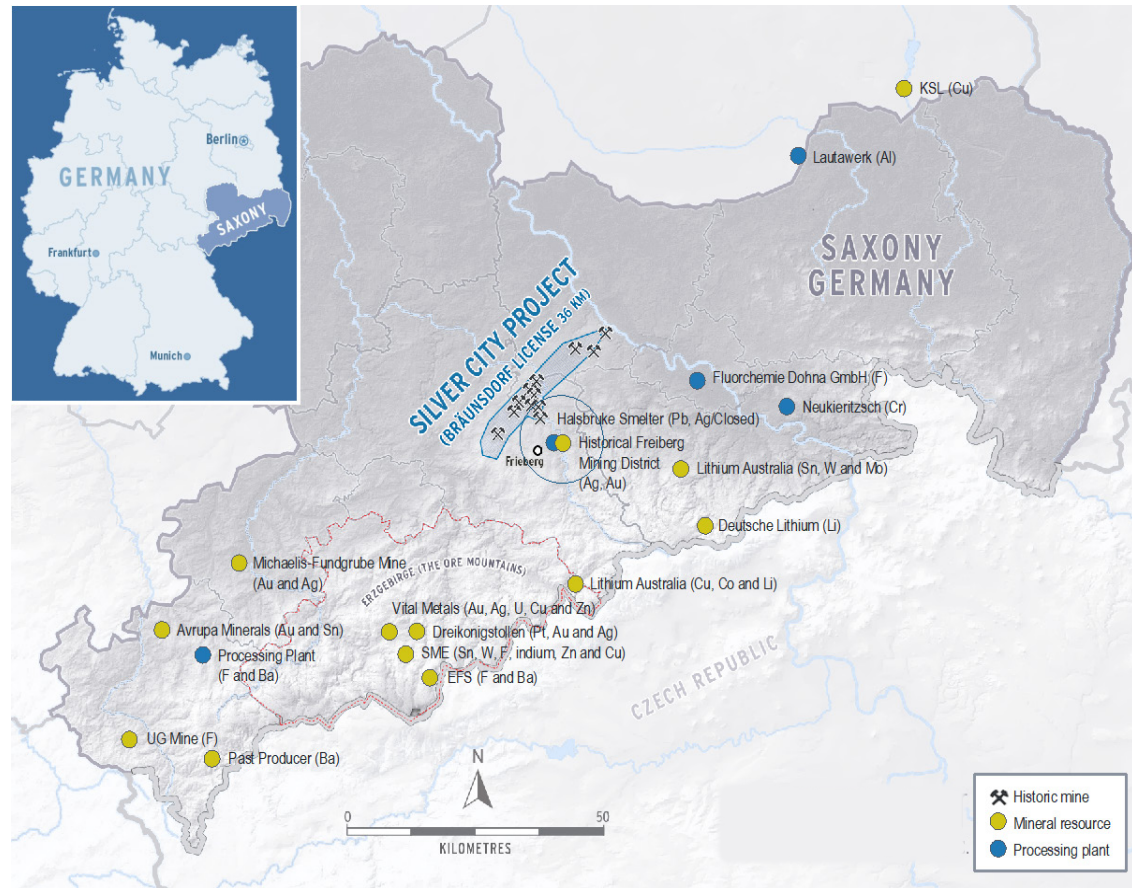 Berlin
GERMANY
SAXONY
Frankfurt
Munich
KSL (Cu)
Lautawerk (Al)
SAXONY
GERMANY
SILVER CITY PROJECT
(BRÄUNSDORF LICENSE 36 KM)
Fluorchemie Dohna GmbH (F)
Neukieritzsch (Cr)
Halsbruke Smelter (Pb, Ag/Closed)
Historical Freiberg
Mining District
(Ag, Au)
Frieberg
Lithium Australia (Sn, W and Mo)
Deutsche Lithium (Li)
Michaelis-Fundgrube Mine
(Au and Ag)
ERZGEBIRGE (THE ORE MOUNTAINS)
Lithium Australia (Cu, Co and Li)
Vital Metals (Au, Ag, U, Cu and Zn)
Avrupa Minerals (Au and Sn)
Dreikonigstollen (Pt, Au and Ag)
Processing Plant
(F and Ba)
SME (Sn, W, F, indium, Zn and Cu)
EFS (F and Ba)
CZECH REPUBLIC
UG Mine (F)
Past Producer (Ba)
N
0 50
KILOMETRES
Historic mine
Mineral resource
Processing plant